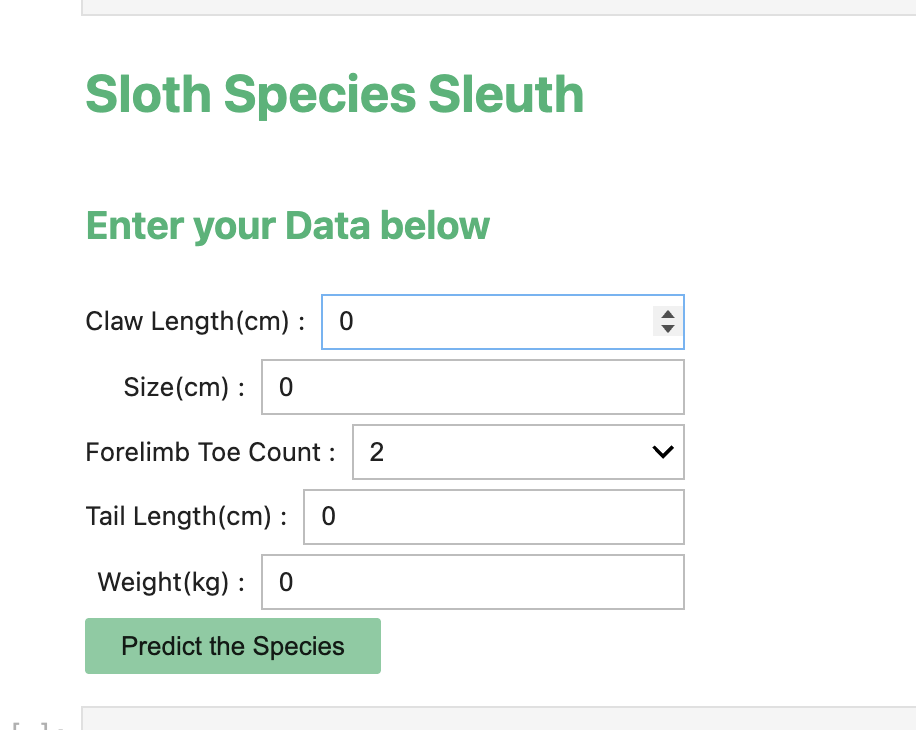 Sloth Species Sleuth
Enter your Data below
Claw Length(cm) : 0
Size(cm) : 0
Forelimb Toe Count : 2
Tail Length(cm) : 0
Weight(kg) : 0
Predict the Species
[ ]: